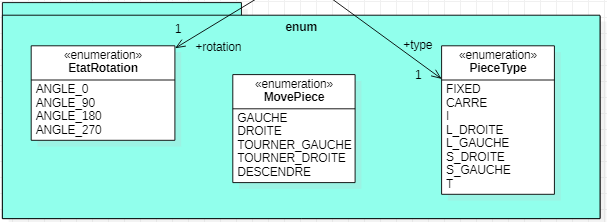 enum
1
+rotation
+type
1
«enumeration»
EtatRotation
ANGLE_0
ANGLE_90
ANGLE_180
ANGLE_270
«enumeration»
MovePiece
GAUCHE
DROITE
TOURNER_GAUCHE
TOURNER_DROITE
DESCENDRE
«enumeration»
PieceType
FIXED
CARRE
I
L_DROITE
L_GAUCHE
S_DROITE
S_GAUCHE
T